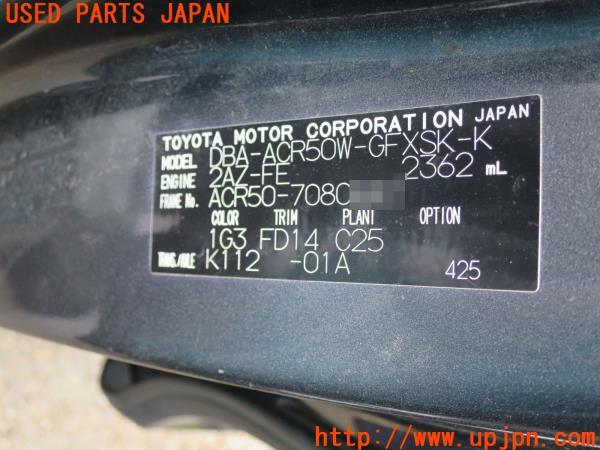 USED PARTS JAPAN
TOYOTA MOTOR CORPORATION JAPAN
MODEL DBA-ACR50W-GFXSK-K
ENGINE 2AZ-FE 2362 mL
FRAME No. ACR50-7080
COLOR TRIM PLANT OPTION
1G3 FD14 C25
TRANS./AXLE K112 -01A 425
http://www.upjpn.com